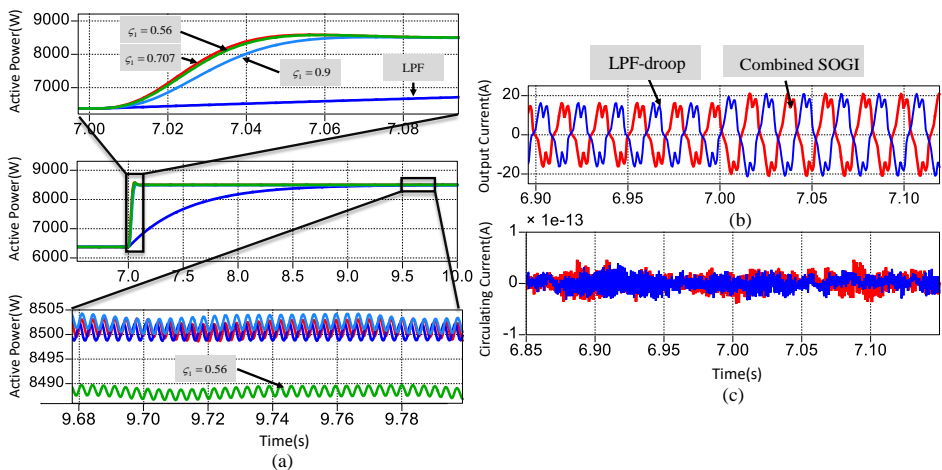 9000
8000
7000
Active Power(W)
ς₁ = 0.56
ς₁ = 0.707
ς₁ = 0.9
LPF
7.00 7.02 7.04 7.06 7.08
9000
8000
7000
6000
Active Power(W)
7.0 7.5 8.0 8.5 9.0 9.5 10.0
8505
8500
8495
8490
Active Power(W)
ς₁ = 0.56
9.68 9.70 9.72 9.74 9.76 9.78
Time(s)
(a)
LPF-droop
Combined SOGI
20
0
-20
Output Current(A)
6.90 6.95 7.00 7.05 7.10
(b)
× 1e-13
1
0
-1
Circulating Current(A)
6.85 6.90 6.95 7.00 7.05 7.10
Time(s)
(c)